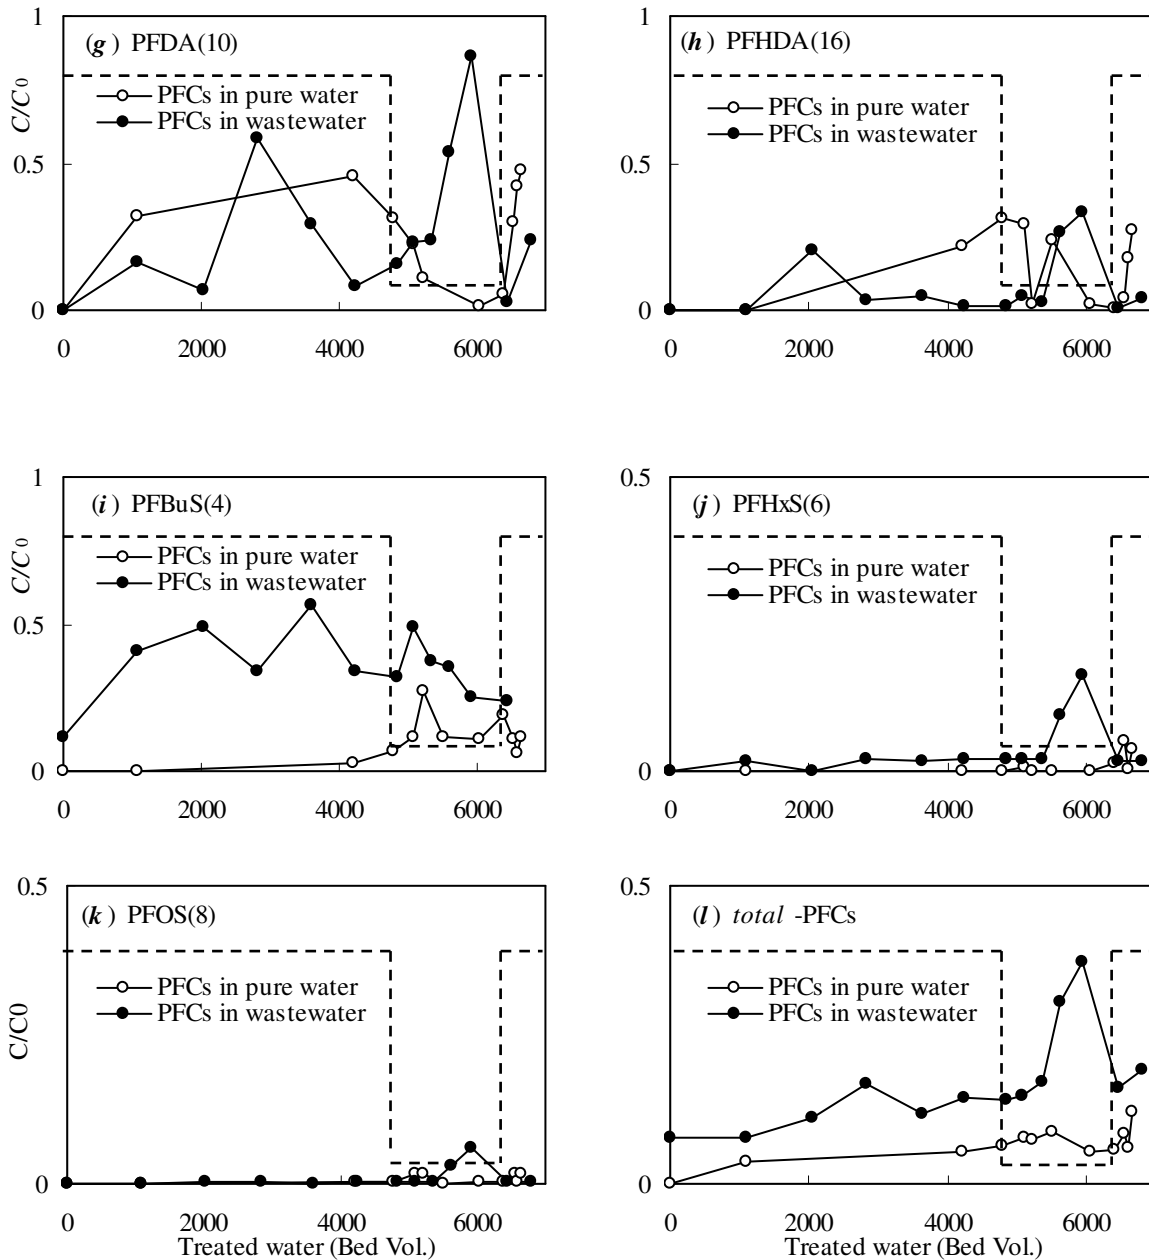 1
(g) PFDA(10)
PFCs in pure water
PFCs in wastewater
C/C0
0.5
0
0 2000 4000 6000
1
(h) PFHDA(16)
PFCs in pure water
PFCs in wastewater
0.5
0
0 2000 4000 6000
1
(i) PFBuS(4)
PFCs in pure water
PFCs in wastewater
C/C0
0.5
0
0 2000 4000 6000
0.5
(j) PFHxS(6)
PFCs in pure water
PFCs in wastewater
0
0 2000 4000 6000
0.5
(k) PFOS(8)
PFCs in pure water
PFCs in wastewater
C/C0
0
0 2000 4000 6000
Treated water (Bed Vol.)
0.5
(l) total -PFCs
PFCs in pure water
PFCs in wastewater
0
0 2000 4000 6000
Treated water (Bed Vol.)